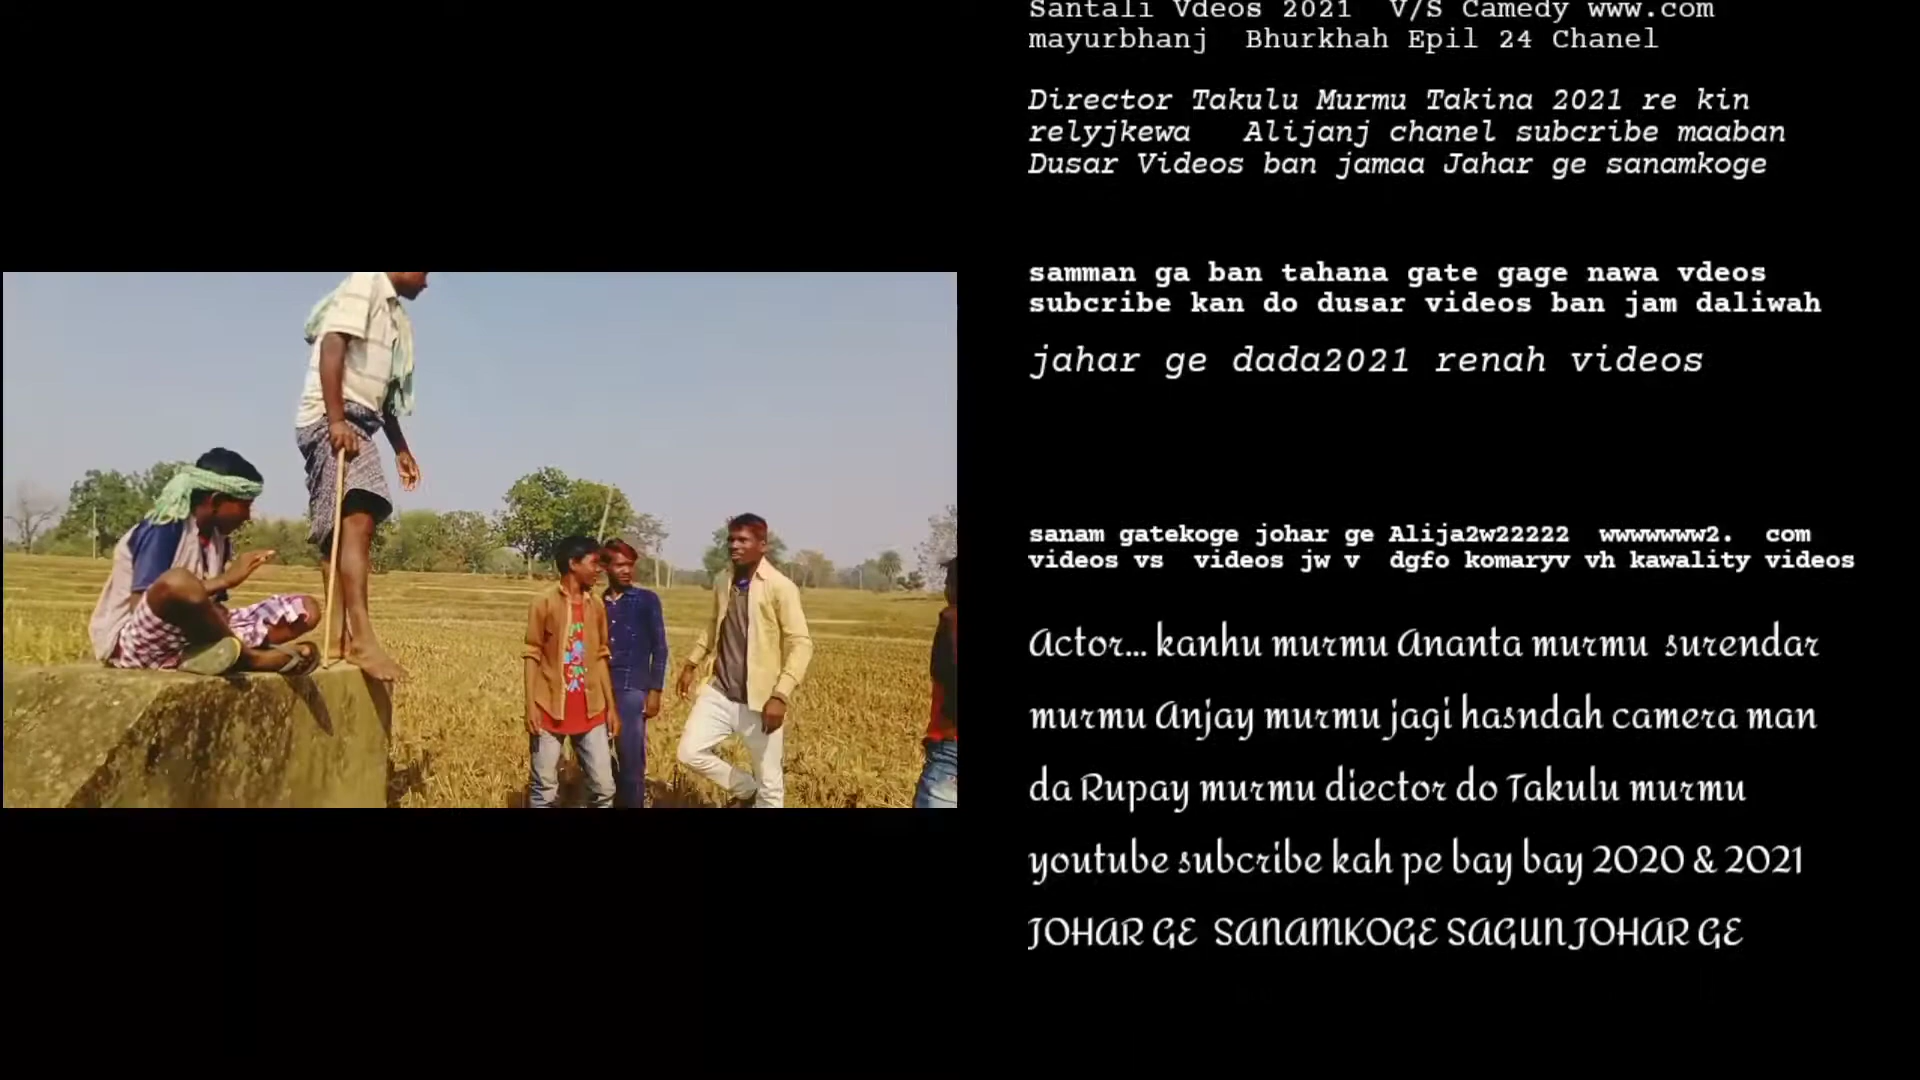 Santali Vdeos 2021 V/S Camedy www.com
mayurbhanj Bhurkhah Epil 24 Chanel
Director Takulu Murmu Takina 2021 re kin
relyjkewa Alijanj chanel subcribe maaban
Dusar Videos ban jamaa Jahar ge sanamkoge
samman ga ban tahana gate gage nawa vdeos
subcribe kan do dusar videos ban jam daliwah
jahar ge dada2021 renah videos
sanam gatekoge johar ge Alija2w22222 wwwwwww2. com
videos vs videos jw v dgfo komaryv vh kawality videos
Actor... kanhu murmu Ananta murmu surendar
murmu Anjay murmu jagi hasndah camera man
da Rupay murmu diector do Takulu murmu
youtube subcribe kah pe bay bay 2020 & 2021
JOHAR GE SANAMKOGE SAGUN JOHAR GE